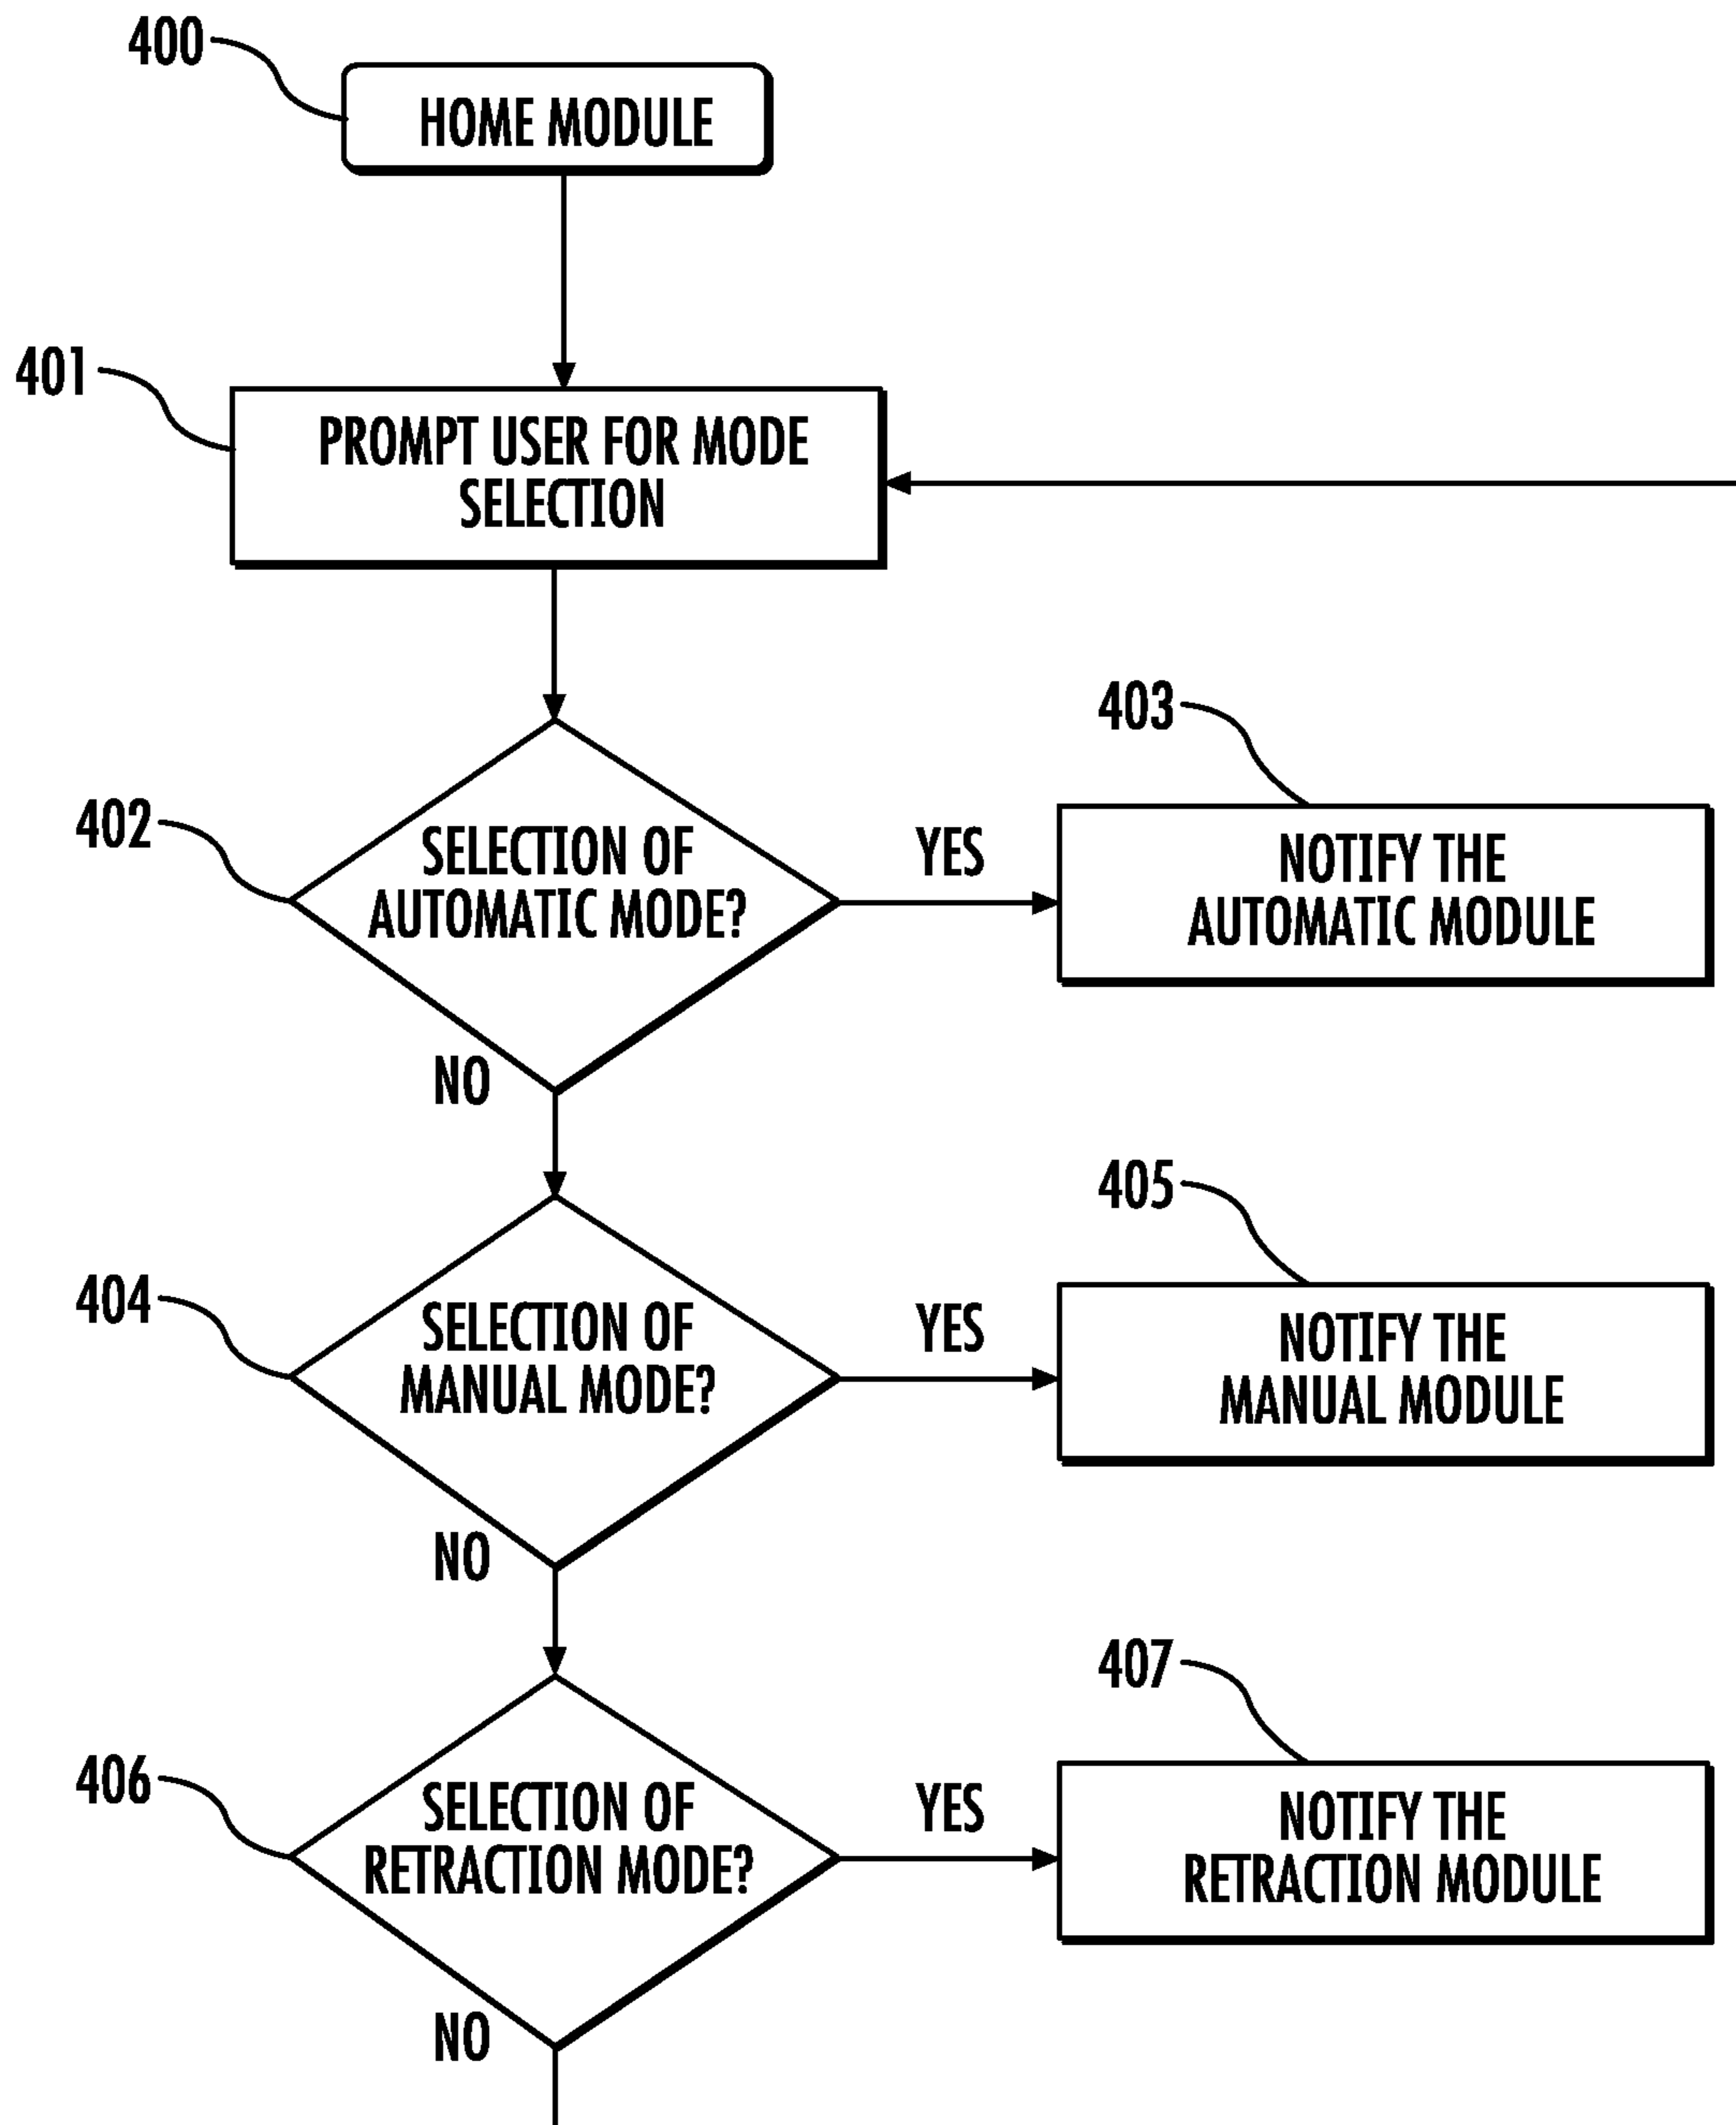 400
HOME MODULE
401
PROMPT USER FOR MODE
SELECTION
402
SELECTION OF
AUTOMATIC MODE?
YES
403
NOTIFY THE
AUTOMATIC MODULE
NO
404
SELECTION OF
MANUAL MODE?
YES
405
NOTIFY THE
MANUAL MODULE
NO
406
SELECTION OF
RETRACTION MODE?
YES
407
NOTIFY THE
RETRACTION MODULE
NO